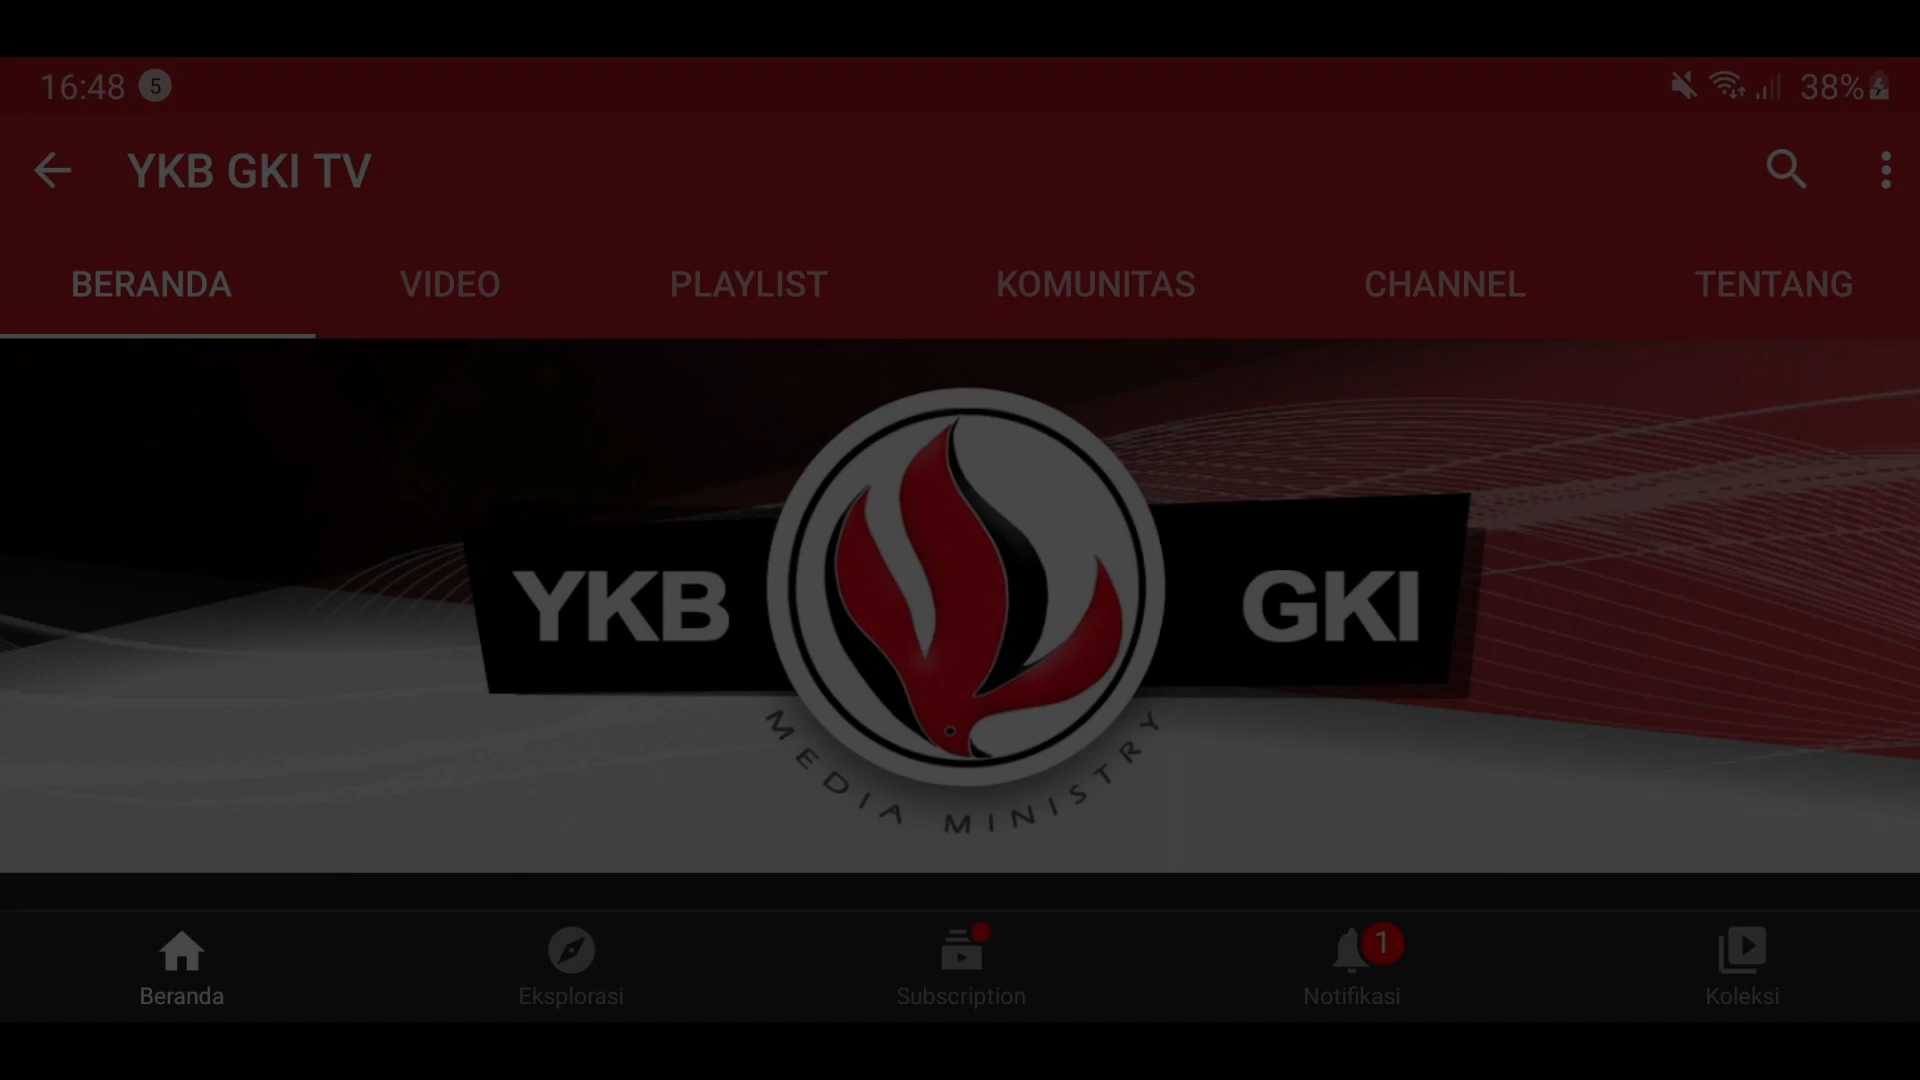 16:48 5 38%
YKB GKI TV
BERANDA VIDEO PLAYLIST KOMUNITAS CHANNEL TENTANG
YKB GKI
MEDIA MINISTRY
1
Beranda Eksplorasi Subscription Notifikasi Koleksi